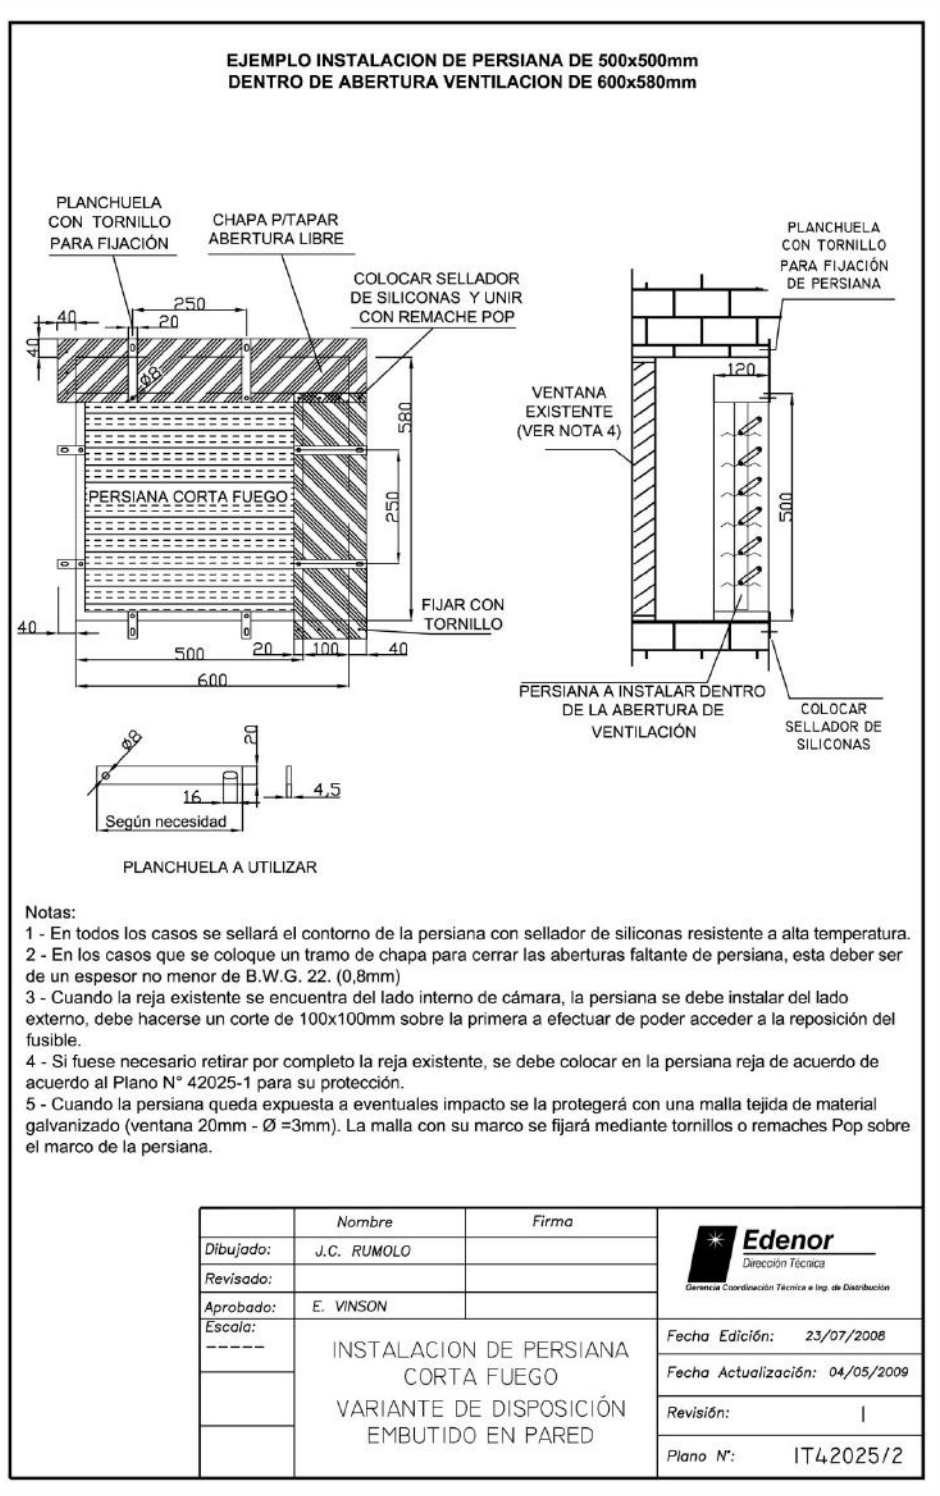 EJEMPLO INSTALACION DE PERSIANA DE 500x500mm
DENTRO DE ABERTURA VENTILACION DE 600x580mm
PLANCHUELA
CON TORNILLO
PARA FIJACIÓN
CHAPA P/TAPAR
ABERTURA LIBRE
COLOCAR SELLADOR
DE SILICONAS Y UNIR
CON REMACHE POP
PLANCHUELA
CON TORNILLO
PARA FIJACIÓN
DE PERSIANA
250
40
20
40
Ø8
580
PERSIANA CORTA FUEGO
250
FIJAR CON
TORNILLO
40
500
20
100
40
600
VENTANA
EXISTENTE
(VER NOTA 4)
120
500
PERSIANA A INSTALAR DENTRO
DE LA ABERTURA DE
VENTILACIÓN
COLOCAR
SELLADOR DE
SILICONAS
Ø8
20
16
4,5
Según necesidad
PLANCHUELA A UTILIZAR
Notas:
1 - En todos los casos se sellará el contorno de la persiana con sellador de siliconas resistente a alta temperatura.
2 - En los casos que se coloque un tramo de chapa para cerrar las aberturas faltante de persiana, esta deber ser
de un espesor no menor de B.W.G. 22. (0,8mm)
3 - Cuando la reja existente se encuentra del lado interno de cámara, la persiana se debe instalar del lado
externo, debe hacerse un corte de 100x100mm sobre la primera a efectuar de poder acceder a la reposición del
fusible.
4 - Si fuese necesario retirar por completo la reja existente, se debe colocar en la persiana reja de acuerdo de
acuerdo al Plano N° 42025-1 para su protección.
5 - Cuando la persiana queda expuesta a eventuales impacto se la protegerá con una malla tejida de material
galvanizado (ventana 20mm - Ø =3mm). La malla con su marco se fijará mediante tornillos o remaches Pop sobre
el marco de la persiana.
Nombre
Firma
Dibujado:
J.C. RUMOLO
Revisado:
Aprobado:
E. VINSON
Escala:
-----
INSTALACION DE PERSIANA
CORTA FUEGO
VARIANTE DE DISPOSICIÓN
EMBUTIDO EN PARED
Edenor
Dirección Técnica
Gerencia Coordinación Técnica e Ing. de Distribución
Fecha Edición: 23/07/2008
Fecha Actualización: 04/05/2009
Revisión: 1
Plano N°: IT42025/2